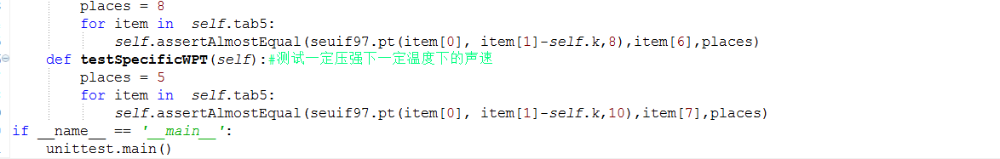 places = 8
for item in self.tab5:
self.assertAlmostEqual(seuif97.pt(item[0], item[1]-self.k,8),item[6],places)
def testSpecificWPT(self):#测试一定压强下一定温度下的声速
places = 5
for item in self.tab5:
self.assertAlmostEqual(seuif97.pt(item[0], item[1]-self.k,10),item[7],places)
if __name__ == '__main__':
unittest.main()